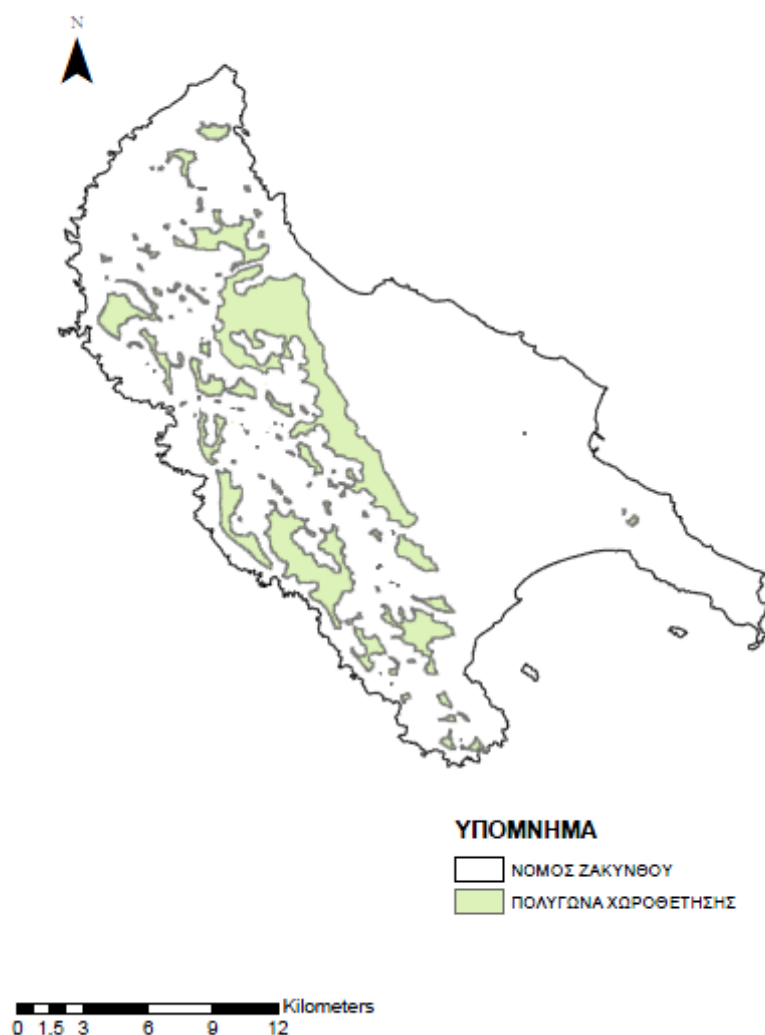 N
ΥΠΟΜΝΗΜΑ
ΝΟΜΟΣ ΖΑΚΥΝΘΟΥ
ΠΟΛΥΓΩΝΑ ΧΩΡΟΘΕΤΗΣΗΣ
Kilometers
0 1.5 3 6 9 12